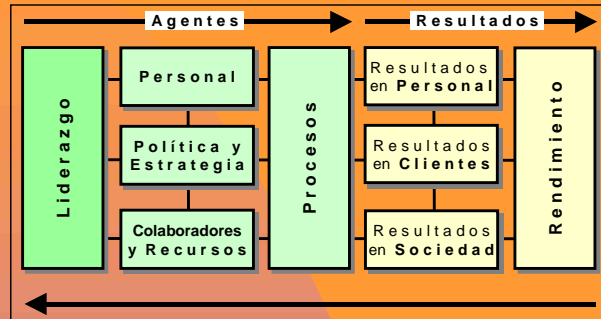 Agentes
Resultados
Liderazgo
Personal
Política y
Estrategia
Colaboradores
y Recursos
Procesos
Resultados
en Personal
Resultados
en Clientes
Resultados
en Sociedad
Rendimiento